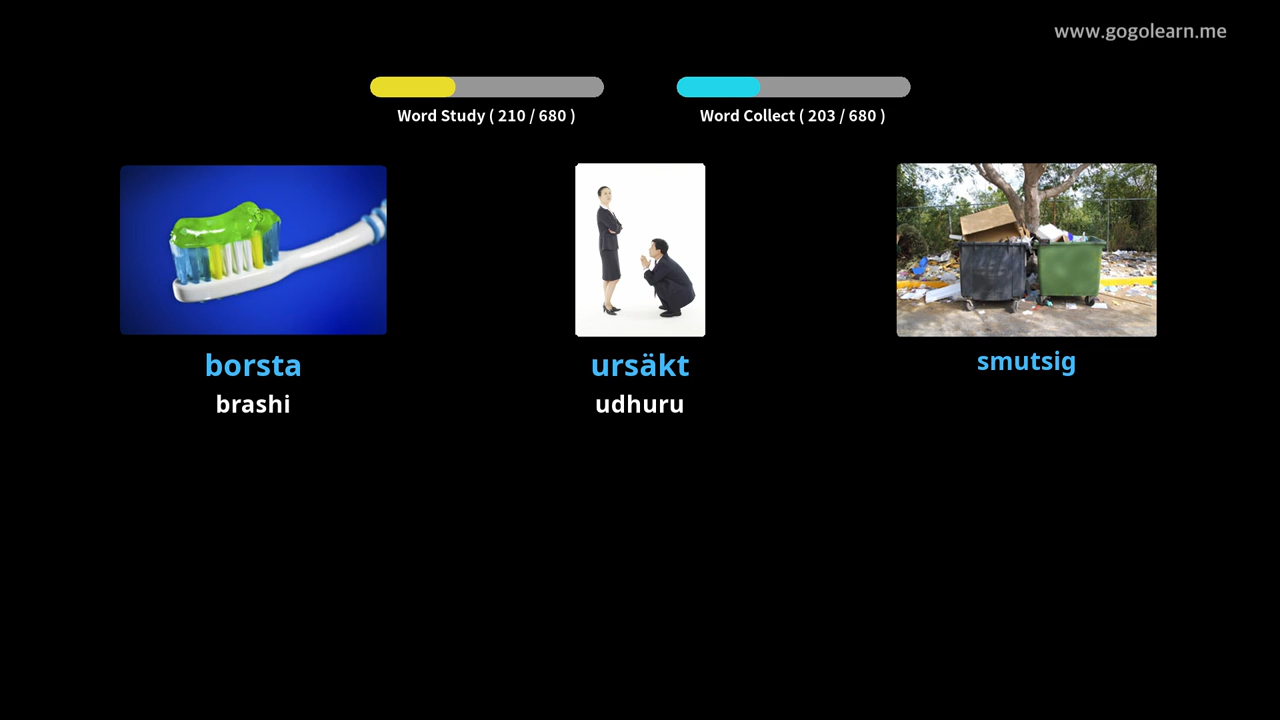 www.gogolearn.me
Word Study ( 210 / 680 )
Word Collect ( 203 / 680 )
borsta
brashi
ursäkt
udhuru
smutsig